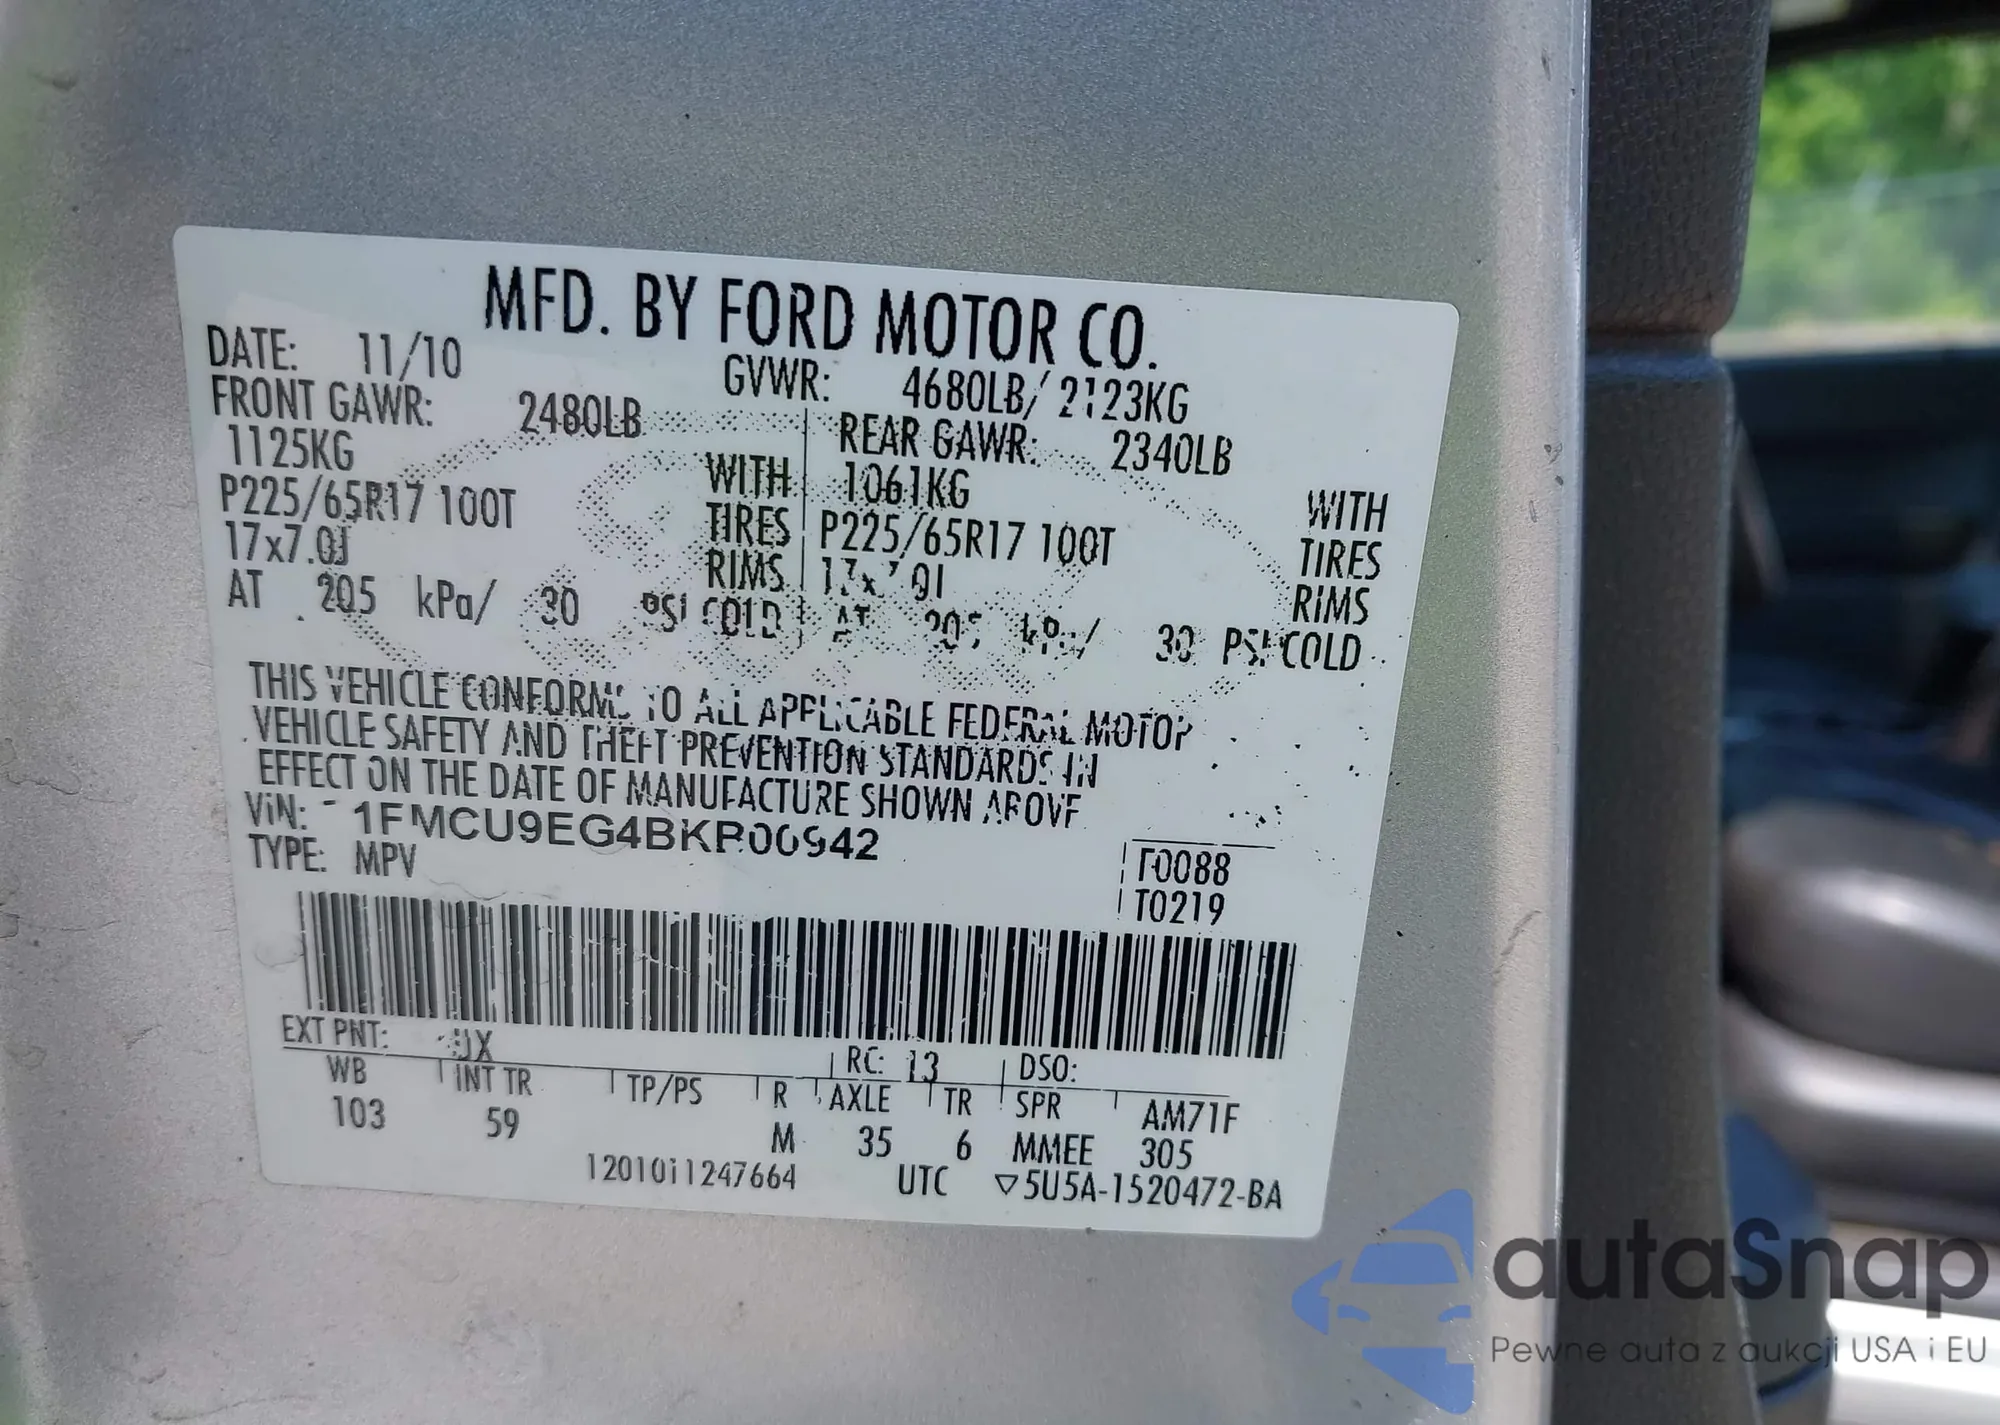 MFD. BY FORD MOTOR CO.
DATE: 11/10 GVWR: 4680LB/ 2123KG
FRONT GAWR: 2480LB REAR GAWR: 2340LB
1125KG WITH 1061KG WITH
P225/65R17 100T TIRES P225/65R17 100T TIRES
17x7.0J RIMS 17x7.0J RIMS
AT 205 kPa/ 30 PSI COLD AT 205 kPa/ 30 PSI COLD
THIS VEHICLE CONFORMS TO ALL APPLICABLE FEDERAL MOTOR
VEHICLE SAFETY AND THEFT PREVENTION STANDARDS IN
EFFECT ON THE DATE OF MANUFACTURE SHOWN ABOVE
VIN: 
TYPE: MPV
T0219
EXT PNT: RC: 13 DSO:
WB INT TR TP/PS R AXLE TR SPR AM71F
103 59 M 35 6 MMEE 305
UTC ▽5U5A-1520472-BA
autaSnap
Pewne auta z aukcji USA i EU